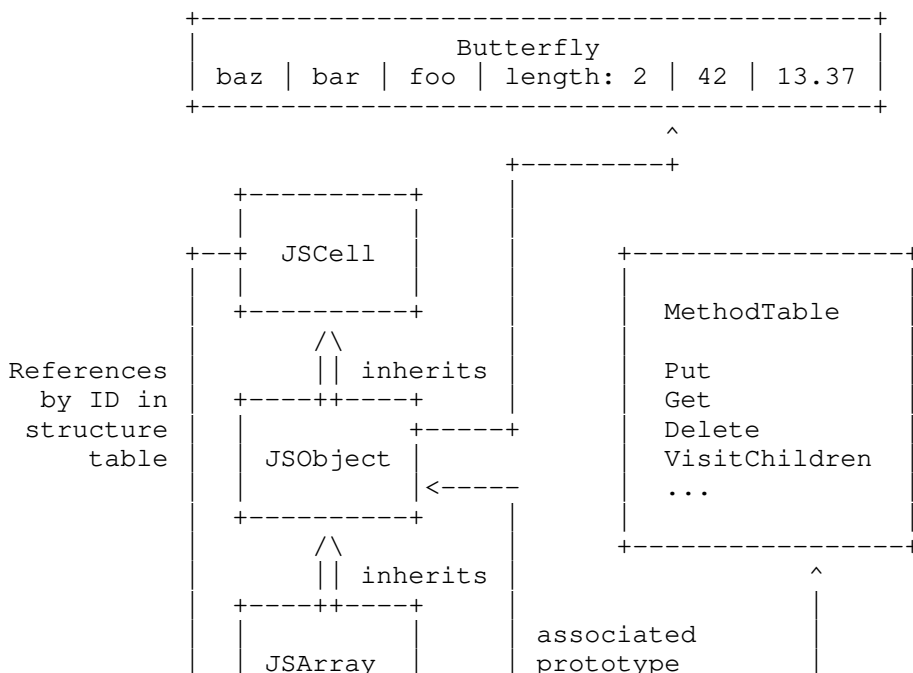 Butterfly
baz | bar | foo | length: 2 | 42 | 13.37
JSCell
MethodTable
References
by ID in
structure
table
inherits
Put
Get
Delete
VisitChildren
...
JSObject
inherits
associated
prototype
JSArray